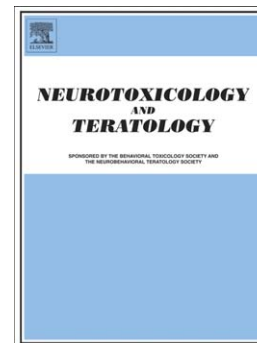 NEUROTOXICOLOGY
AND
TERATOLOGY
SPONSORED BY THE BEHAVIORAL TOXICOLOGY SOCIETY AND
THE NEUROBEHAVIORAL TERATOLOGY SOCIETY